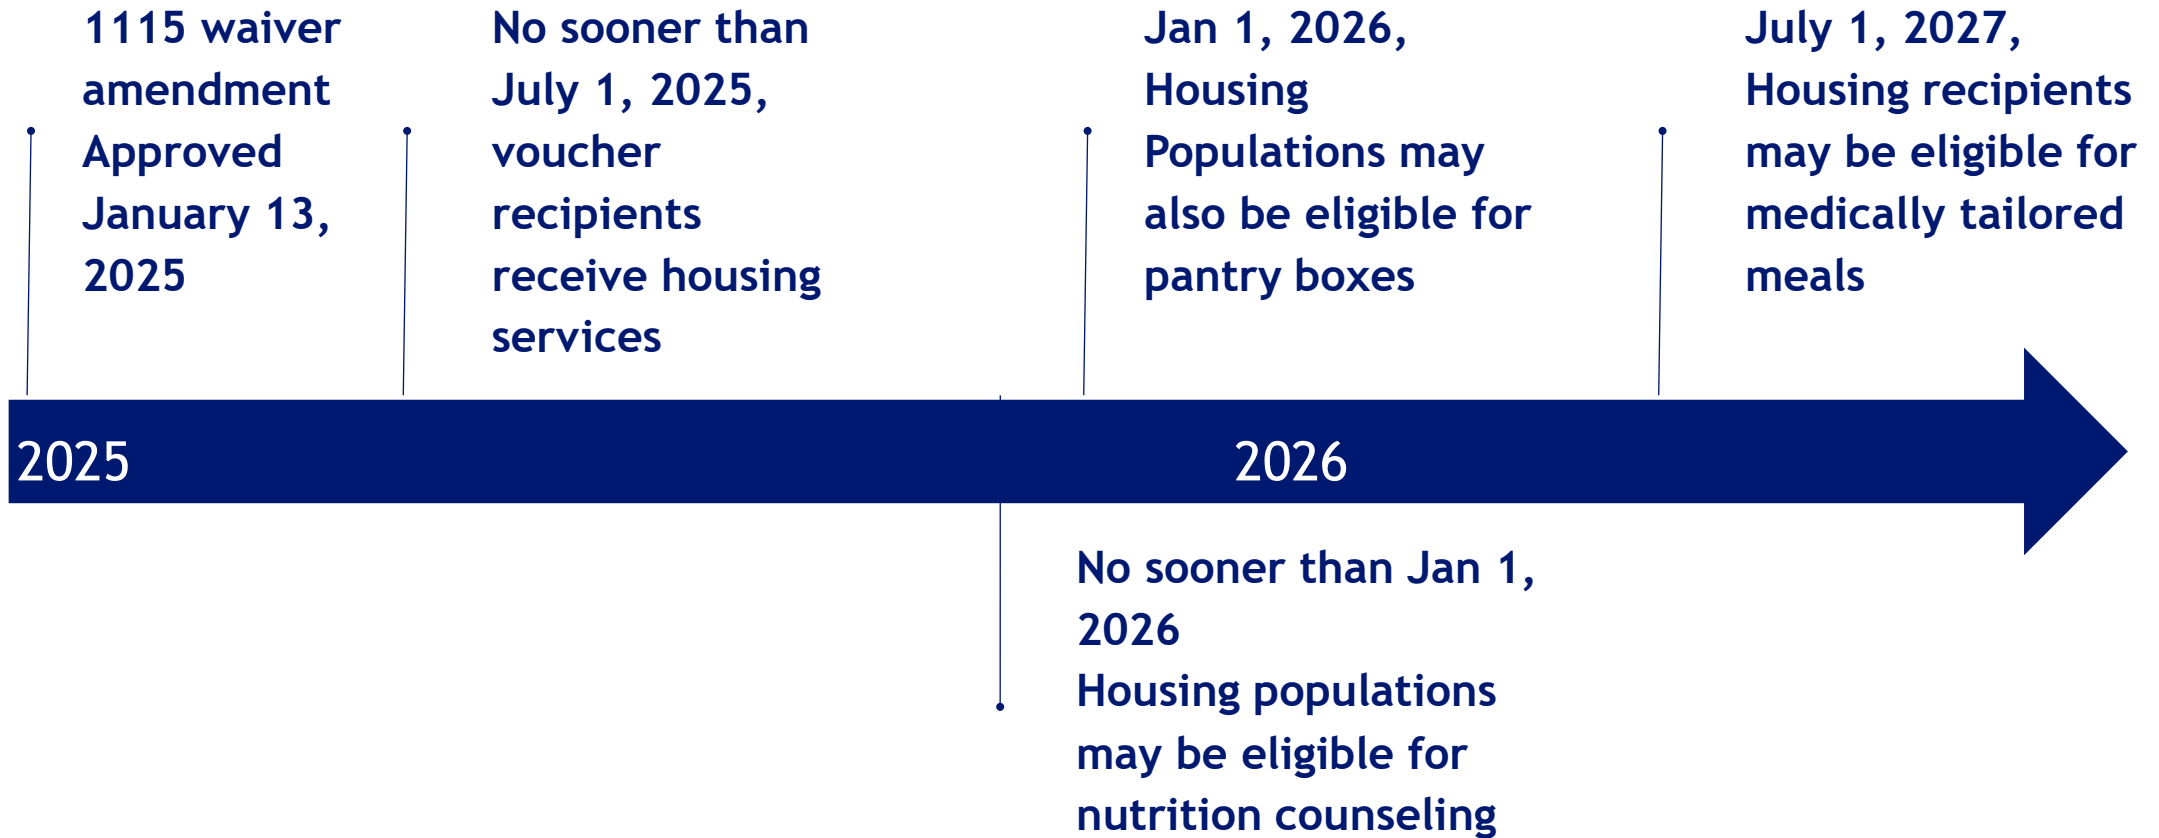 1115 waiver
amendment
Approved
January 13,
2025
No sooner than
July 1, 2025,
voucher
recipients
receive housing
services
Jan 1, 2026,
Housing
Populations may
also be eligible for
pantry boxes
July 1, 2027,
Housing recipients
may be eligible for
medically tailored
meals
2025
2026
No sooner than Jan 1,
2026
Housing populations
may be eligible for
nutrition counseling